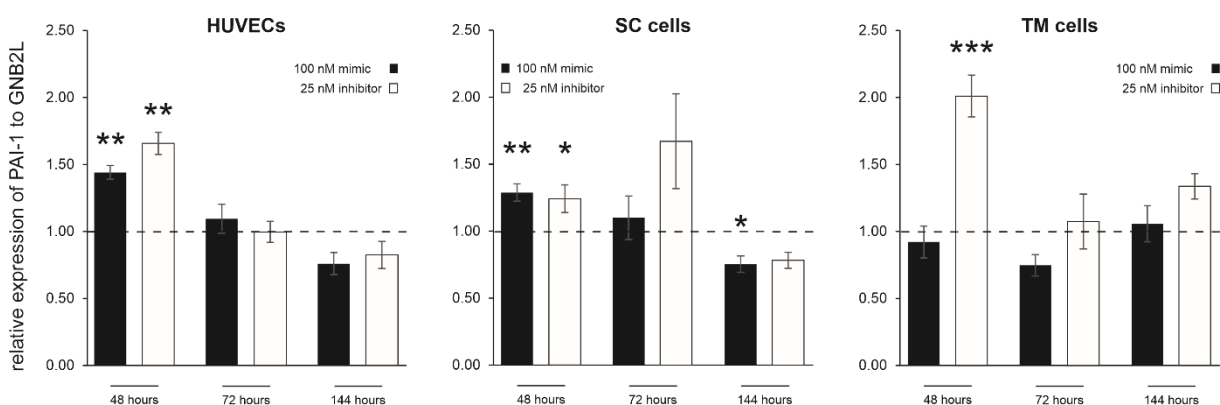 relative expression of PAI-1 to GNB2L
HUVECs
2.50
2.00
1.50
1.00
0.50
0.00
100 nM mimic
25 nM inhibitor
**
**
48 hours
72 hours
144 hours
SC cells
2.50
2.00
1.50
1.00
0.50
0.00
100 nM mimic
25 nM inhibitor
**
*
*
48 hours
72 hours
144 hours
TM cells
2.50
2.00
1.50
1.00
0.50
0.00
100 nM mimic
25 nM inhibitor
***
48 hours
72 hours
144 hours